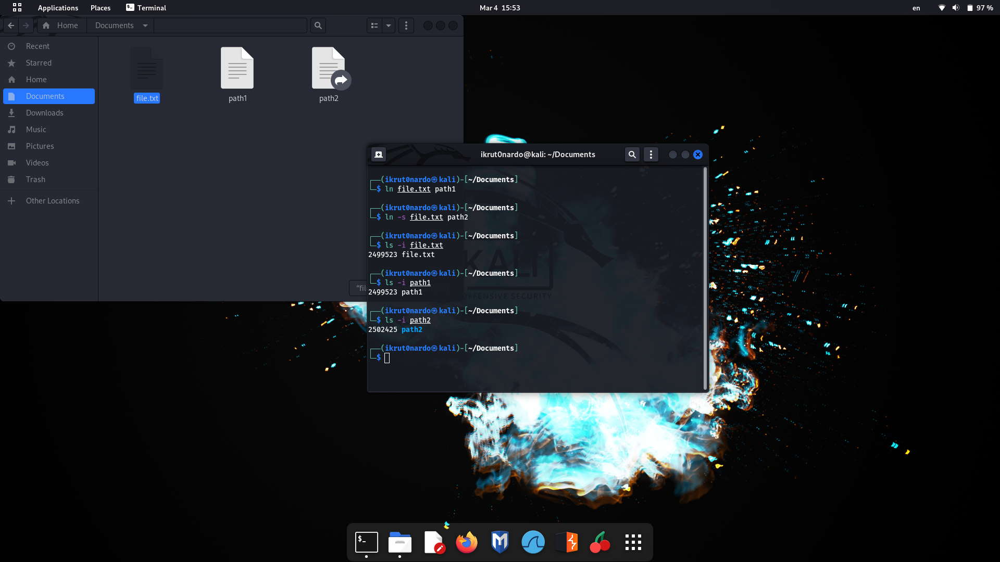 Applications Places Terminal Mar 4 15:53 en 97 %
Home Documents
Recent
Starred
Home
Documents
Downloads
Music
Pictures
Videos
Trash
Other Locations
file.txt path1 path2
"fil
ikrut0nardo@kali: ~/Documents
┌──(ikrut0nardo㉿kali)-[~/Documents]
└─$ ln file.txt path1
┌──(ikrut0nardo㉿kali)-[~/Documents]
└─$ ln -s file.txt path2
┌──(ikrut0nardo㉿kali)-[~/Documents]
└─$ ls -i file.txt
2499523 file.txt
┌──(ikrut0nardo㉿kali)-[~/Documents]
└─$ ls -i path1
2499523 path1
┌──(ikrut0nardo㉿kali)-[~/Documents]
└─$ ls -i path2
2502425 path2
┌──(ikrut0nardo㉿kali)-[~/Documents]
└─$
KALI
OFFENSIVE SECURITY